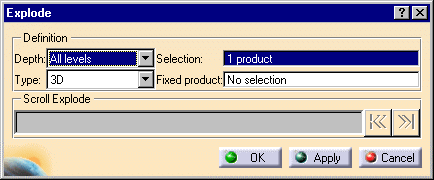 Explode
Definition
Depth: All levels Selection: 1 product
Type: 3D Fixed product: No selection
Scroll Explode
OK Apply Cancel